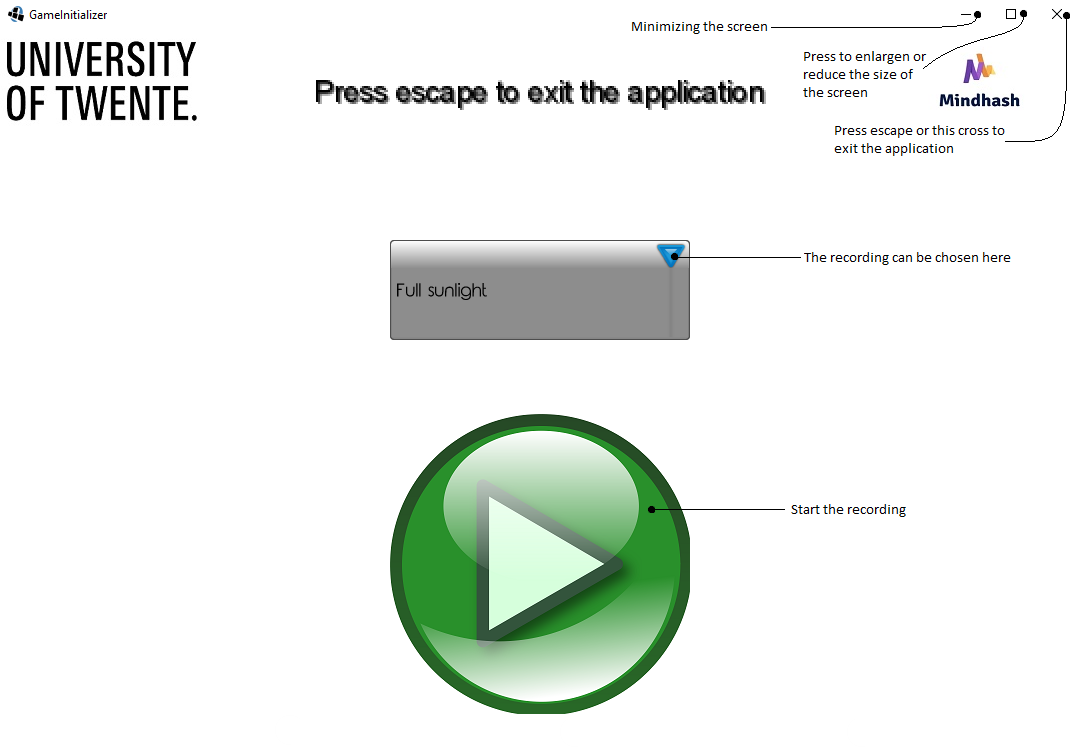 GameInitializer
Minimizing the screen
UNIVERSITY
OF TWENTE.
Press escape to exit the application
Press to enlargen or
reduce the size of
the screen
Mindhash
Press escape or this cross to
exit the application
The recording can be chosen here
Full sunlight
Start the recording